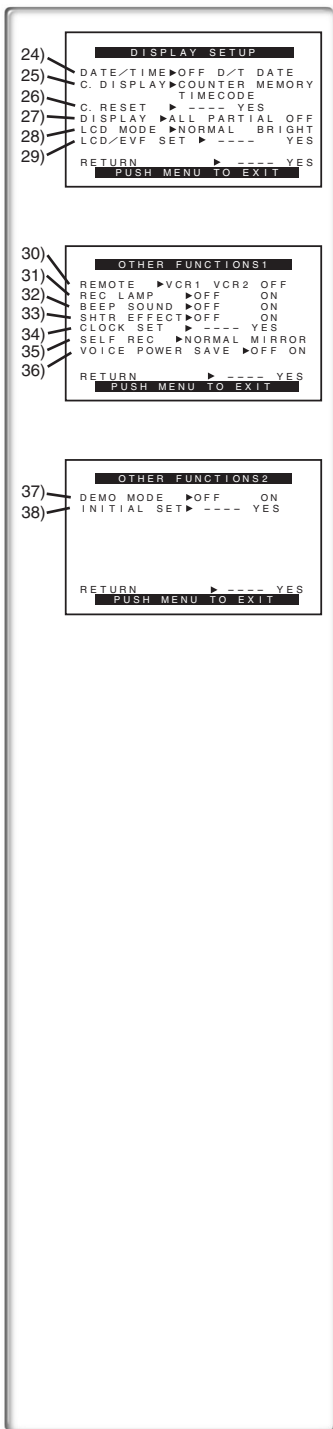 DISPLAY SETUP
24) DATE/TIME ►OFF D/T DATE
25) C. DISPLAY ►COUNTER MEMORY
TIMECODE
26) C. RESET ► ---- YES
27) DISPLAY ►ALL PARTIAL OFF
28) LCD MODE ►NORMAL BRIGHT
29) LCD/EVF SET ► ---- YES
RETURN ► ---- YES
PUSH MENU TO EXIT
OTHER FUNCTIONS1
30) REMOTE ►VCR1 VCR2 OFF
31) REC LAMP ►OFF ON
32) BEEP SOUND ►OFF ON
33) SHTR EFFECT ►OFF ON
34) CLOCK SET ► ---- YES
35) SELF REC ►NORMAL MIRROR
36) VOICE POWER SAVE ►OFF ON
RETURN ► ---- YES
PUSH MENU TO EXIT
OTHER FUNCTIONS2
37) DEMO MODE ►OFF ON
38) INITIAL SET ► ---- YES
RETURN ► ---- YES
PUSH MENU TO EXIT